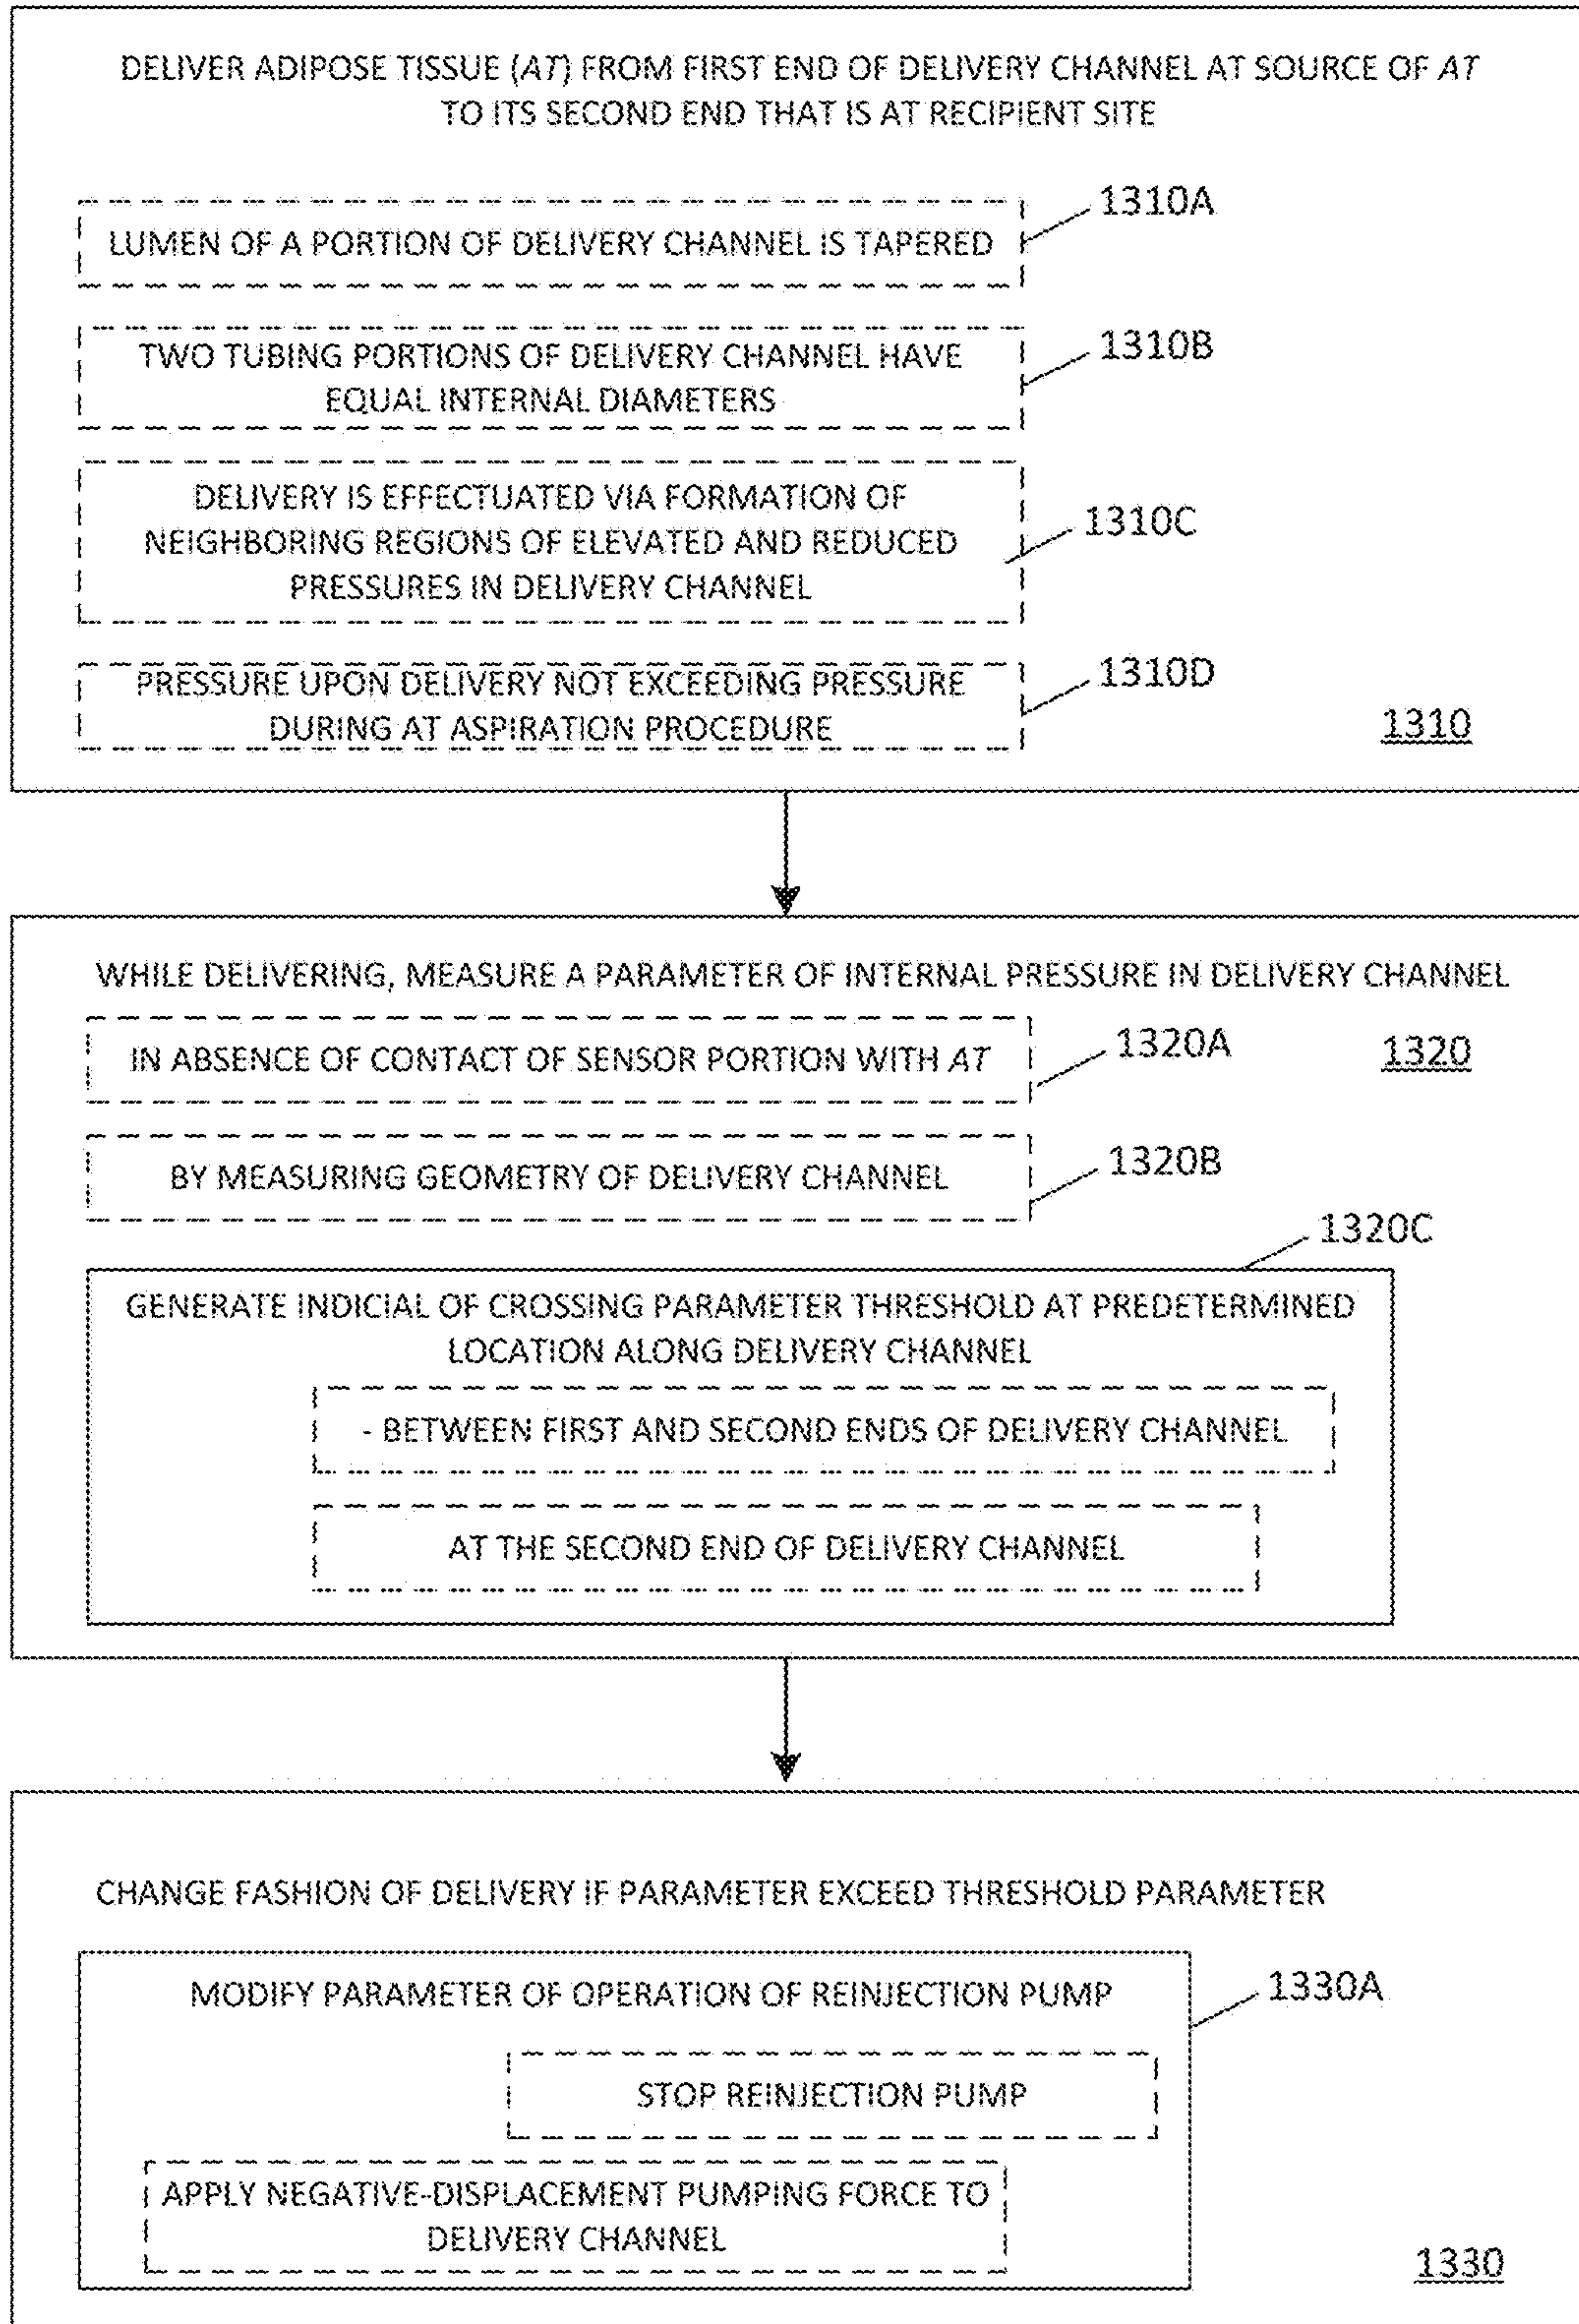 DELIVER ADIPOSE TISSUE (AT) FROM FIRST END OF DELIVERY CHANNEL AT SOURCE OF AT
TO ITS SECOND END THAT IS AT RECIPIENT SITE
1310A
LUMEN OF A PORTION OF DELIVERY CHANNEL IS TAPERED
1310B
TWO TUBING PORTIONS OF DELIVERY CHANNEL HAVE
EQUAL INTERNAL DIAMETERS
DELIVERY IS EFFECTUATED VIA FORMATION OF
1310C
NEIGHBORING REGIONS OF ELEVATED AND REDUCED
PRESSURES IN DELIVERY CHANNEL
1310D
PRESSURE UPON DELIVERY NOT EXCEEDING PRESSURE
DURING AT ASPIRATION PROCEDURE
1310
WHILE DELIVERING, MEASURE A PARAMETER OF INTERNAL PRESSURE IN DELIVERY CHANNEL
IN ABSENCE OF CONTACT OF SENSOR PORTION WITH AT
1320A
1320
BY MEASURING GEOMETRY OF DELIVERY CHANNEL
1320B
1320C
GENERATE INDICIAL OF CROSSING PARAMETER THRESHOLD AT PREDETERMINED
LOCATION ALONG DELIVERY CHANNEL
- BETWEEN FIRST AND SECOND ENDS OF DELIVERY CHANNEL
AT THE SECOND END OF DELIVERY CHANNEL
CHANGE FASHION OF DELIVERY IF PARAMETER EXCEED THRESHOLD PARAMETER
MODIFY PARAMETER OF OPERATION OF REINJECTION PUMP
1330A
STOP REINJECTION PUMP
APPLY NEGATIVE-DISPLACEMENT PUMPING FORCE TO
DELIVERY CHANNEL
1330